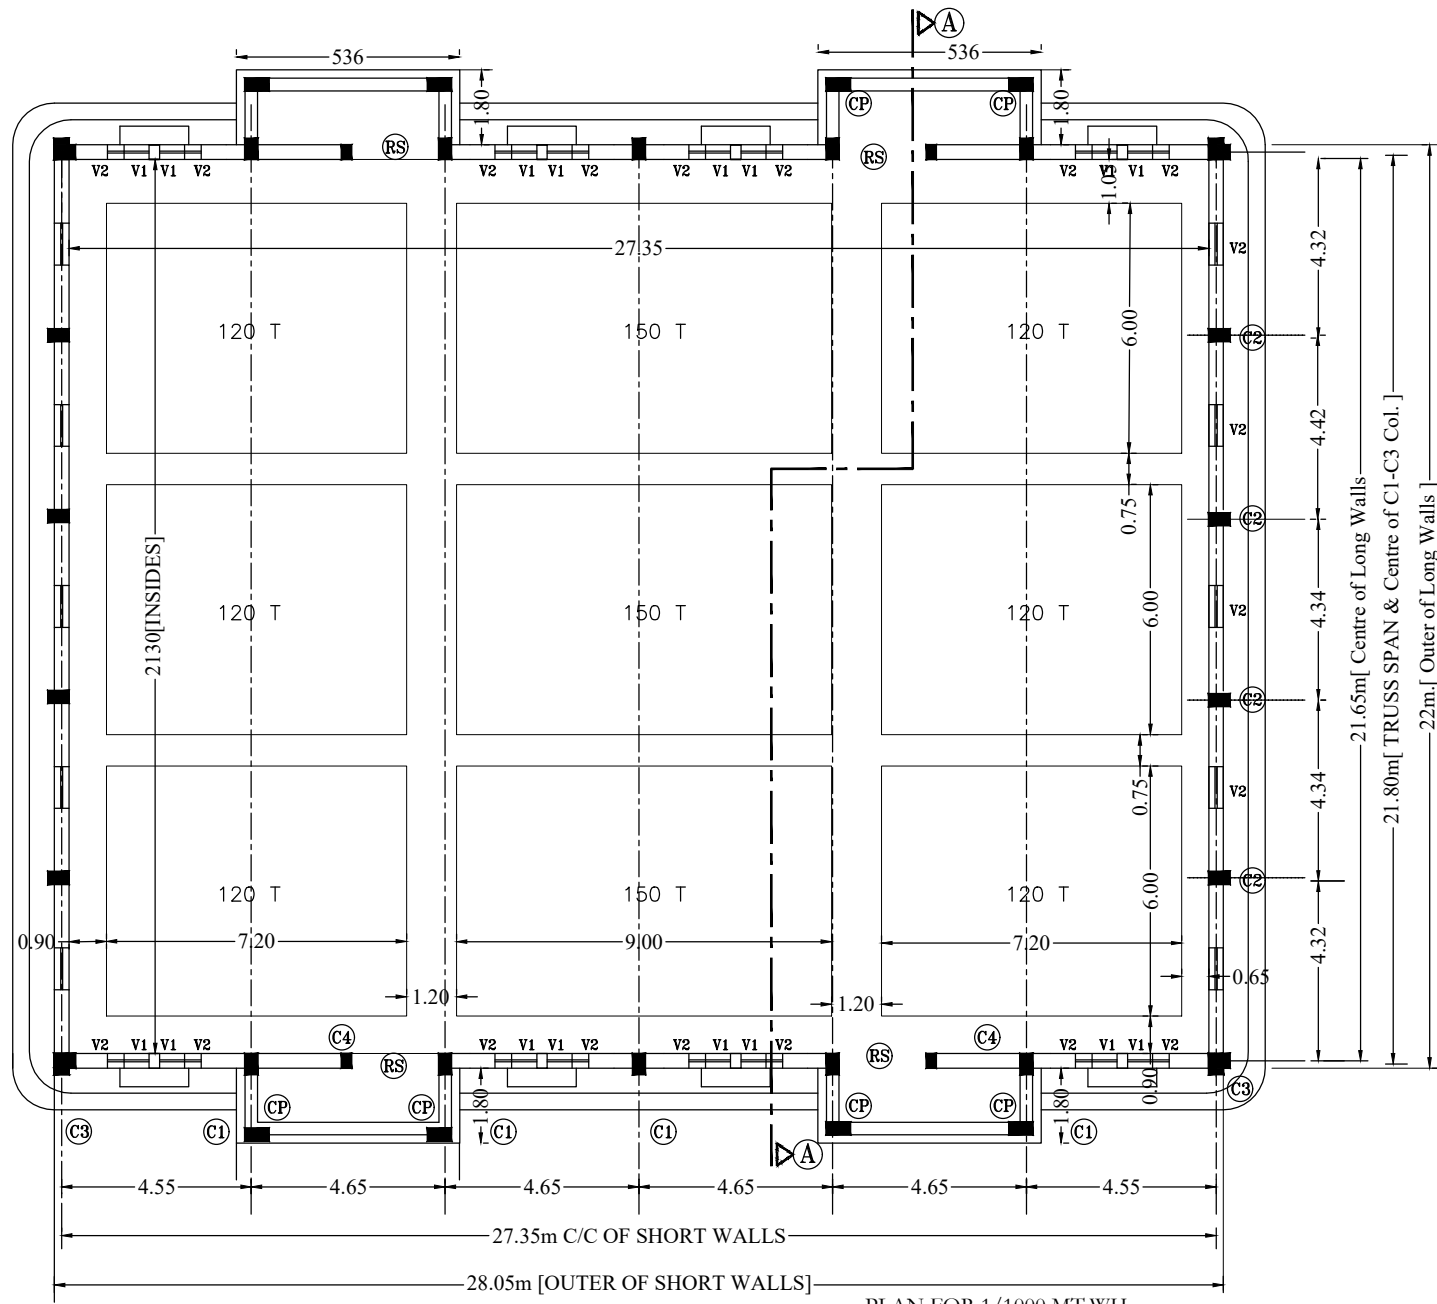 A
536
536
1.80
1.80
CP
CP
RS
RS
V2 V1 V1 V2
V2 V1 V1 V2
V2 V1 V1 V2
V2 V1 V2
1.05
27.35
V2
4.32
120 T
150 T
120 T
6.00
C2
4.42
V2
0.75
C2
2130[INSIDES]
120 T
150 T
120 T
6.00
V2
4.34
21.65m[ Centre of Long Walls
21.80m[ TRUSS SPAN & Centre of C1-C3 Col. ]
22m.[ Outer of Long Walls ]
C2
0.75
V2
4.34
120 T
150 T
120 T
6.00
C2
4.32
0.90
7.20
9.00
7.20
0.65
1.20
1.20
C4
C4
V2 V1 V1 V2
V2 V1 V1 V2
V2 V1 V1 V2
V2 V1 V1 V2
RS
RS
0.90
C3
CP
CP
1.80
CP
CP
1.80
C3
C1
C1
C1
C1
A
4.55
4.65
4.65
4.65
4.65
4.55
27.35m C/C OF SHORT WALLS
28.05m [OUTER OF SHORT WALLS]
PLAN FOR 1/1000 MT WH